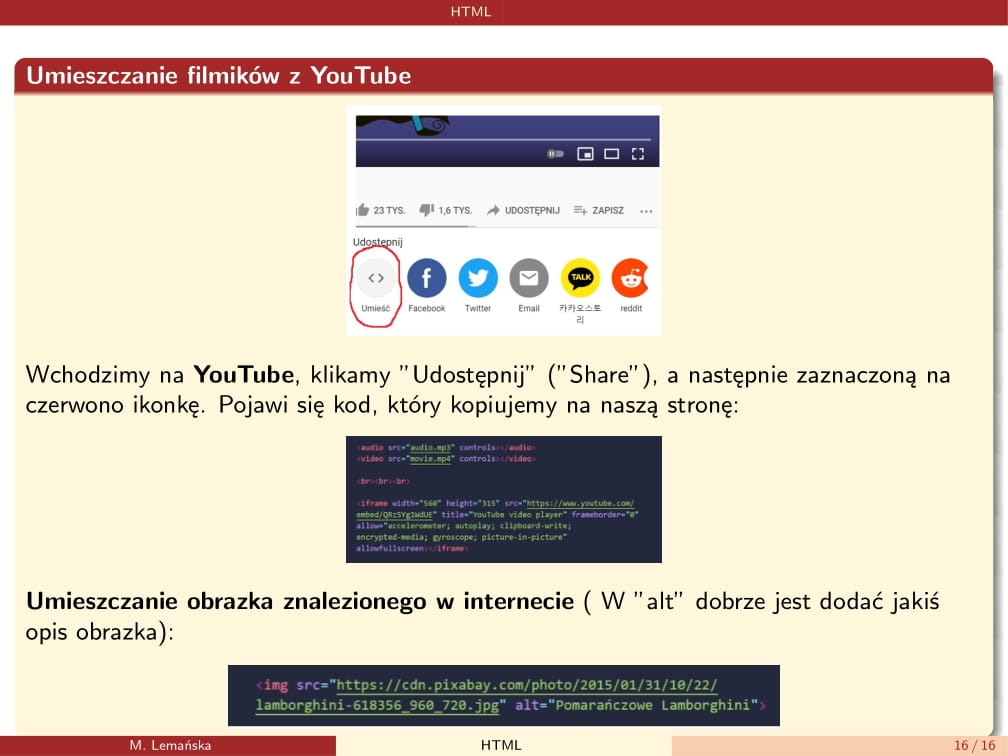 HTML
Umieszczanie filmików z YouTube
23 TYS. 1,6 TYS. UDOSTĘPNIJ ZAPISZ
Udostępnij
TALK
Umieść Facebook Twitter Email 카카오스토 reddit
리
Wchodzimy na YouTube, klikamy ”Udostępnij” (”Share”), a następnie zaznaczoną na
czerwono ikonkę. Pojawi się kod, który kopiujemy na naszą stronę:
<audio src="audio.mp3" controls></audio>
<video src="movie.mp4" controls></video>
<br><br><br>
<iframe width="560" height="315" src="https://www.youtube.com/
embed/QRzSYg1WdUE" title="YouTube video player" frameborder="0"
allow="accelerometer; autoplay; clipboard-write;
encrypted-media; gyroscope; picture-in-picture"
allowfullscreen></iframe>
Umieszczanie obrazka znalezionego w internecie ( W ”alt” dobrze jest dodać jakiś
opis obrazka):
<img src="https://cdn.pixabay.com/photo/2015/01/31/10/22/
lamborghini-618356_960_720.jpg" alt="Pomarańczowe Lamborghini">
M. Lemańska HTML 16 / 16